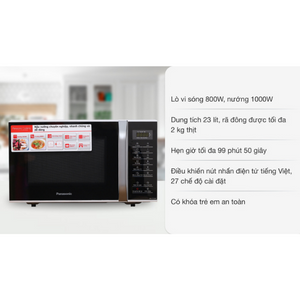 Lò vi sóng 800W, nướng 1000W
Dung tích 23 lít, rã đông được tối đa
2 kg thịt
Hẹn giờ tối đa 99 phút 50 giây
Điều khiển nút nhấn điện tử tiếng Việt,
27 chế độ cài đặt
Có khóa trẻ em an toàn
Panasonic